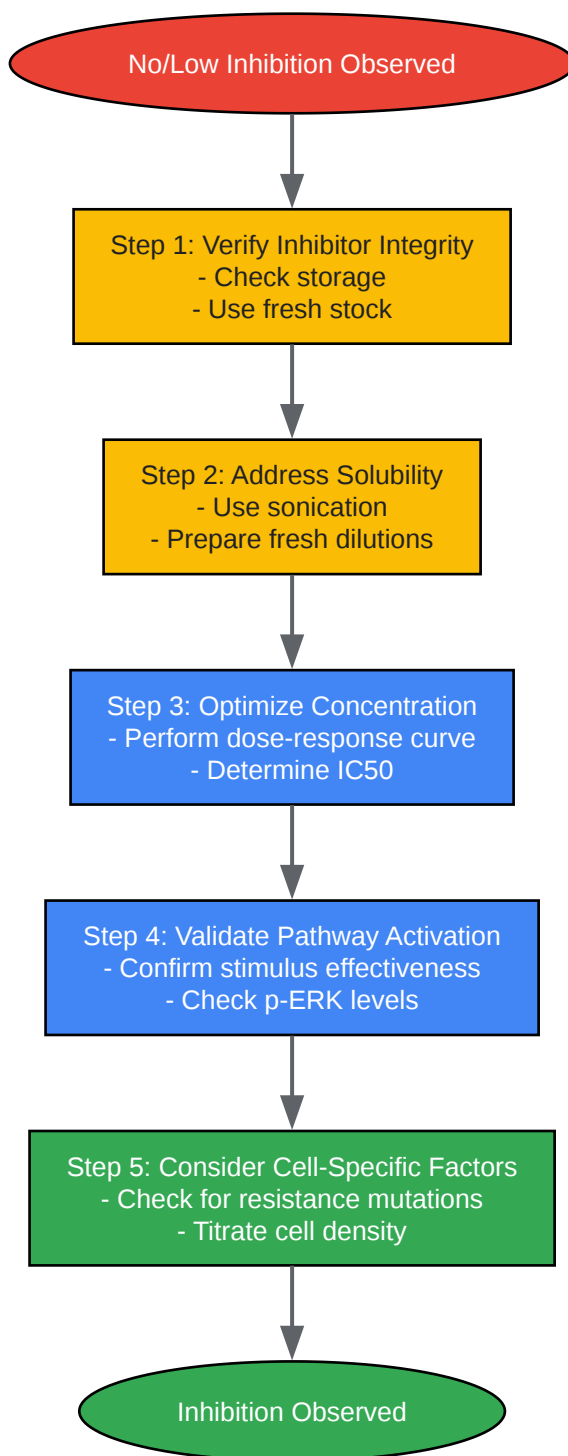 No/Low Inhibition Observed
Step 1: Verify Inhibitor Integrity
- Check storage
- Use fresh stock
Step 2: Address Solubility
- Use sonication
- Prepare fresh dilutions
Step 3: Optimize Concentration
- Perform dose-response curve
- Determine IC50
Step 4: Validate Pathway Activation
- Confirm stimulus effectiveness
- Check p-ERK levels
Step 5: Consider Cell-Specific Factors
- Check for resistance mutations
- Titrate cell density
Inhibition Observed